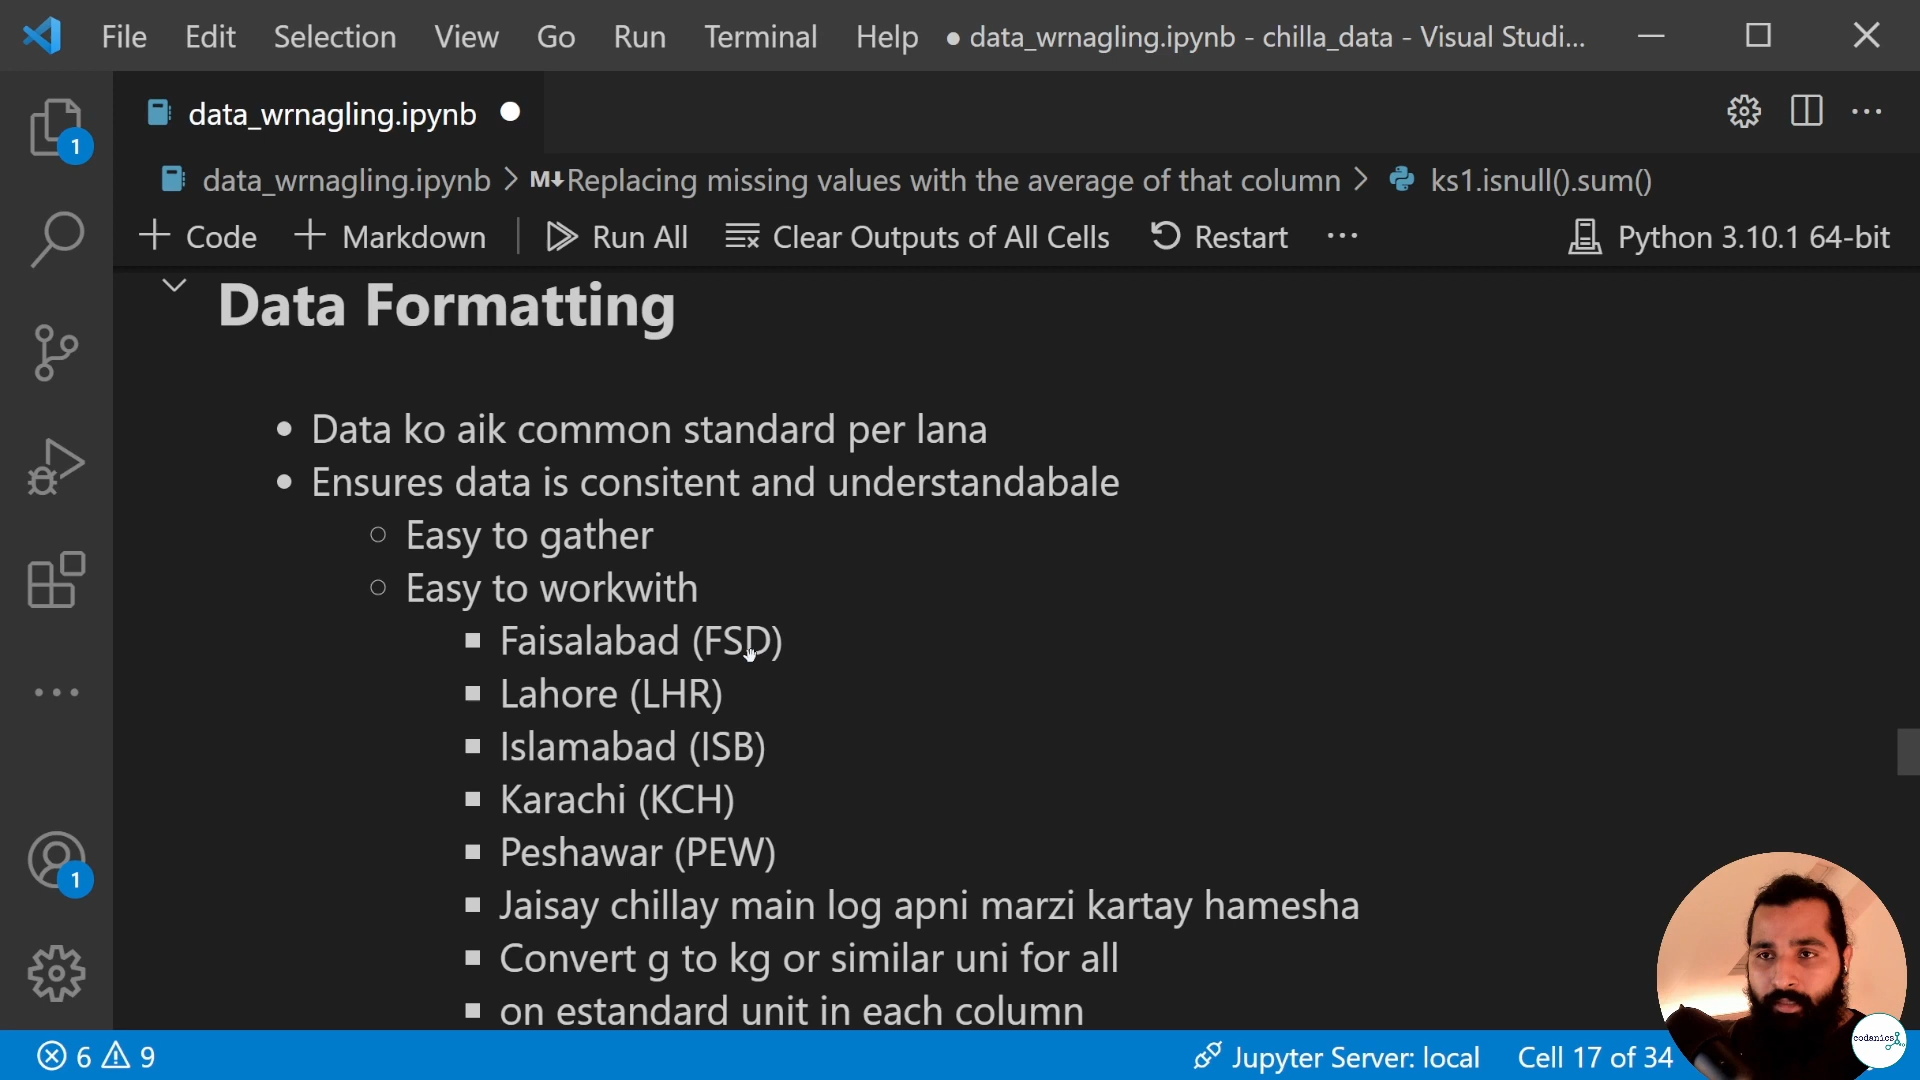 File Edit Selection View Go Run Terminal Help ● data_wrnagling.ipynb - chilla_data - Visual Studi...
data_wrnagling.ipynb
data_wrnagling.ipynb > M↓Replacing missing values with the average of that column > ks1.isnull().sum()
+ Code + Markdown Run All Clear Outputs of All Cells Restart ... Python 3.10.1 64-bit
1
Data Formatting
• Data ko aik common standard per lana
• Ensures data is consitent and understandabale
○ Easy to gather
○ Easy to workwith
▪ Faisalabad (FSD)
▪ Lahore (LHR)
▪ Islamabad (ISB)
▪ Karachi (KCH)
▪ Peshawar (PEW)
▪ Jaisay chillay main log apni marzi kartay hamesha
▪ Convert g to kg or similar uni for all
▪ on estandard unit in each column
1
codanics
6 9 Jupyter Server: local Cell 17 of 34